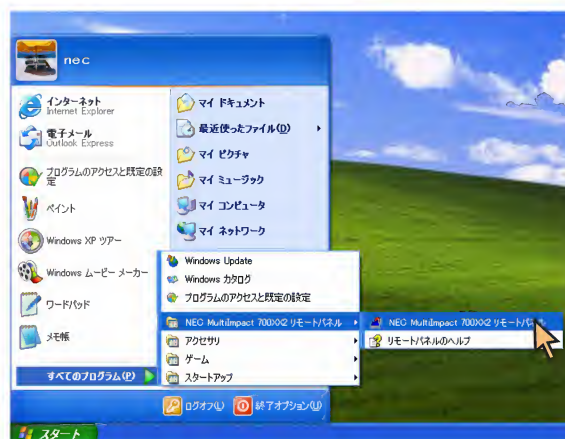 nec
インターネット
Internet Explorer
電子メール
Outlook Express
プログラムのアクセスと既定の設
定
ペイント
Windows XP ツアー
Windows ムービー メーカー
ワードパッド
メモ帳
すべてのプログラム(P)
マイ ドキュメント
最近使ったファイル(D)
マイ ピクチャ
マイ ミュージック
マイ コンピュータ
マイ ネットワーク
Windows Update
Windows カタログ
プログラムのアクセスと既定の設定
NEC MultiImpact 700XX2 リモートパネル
アクセサリ
ゲーム
スタートアップ
NEC MultiImpact 700XX2 リモートパネル
リモートパネルのヘルプ
ログオフ(L)
終了オプション(U)
スタート